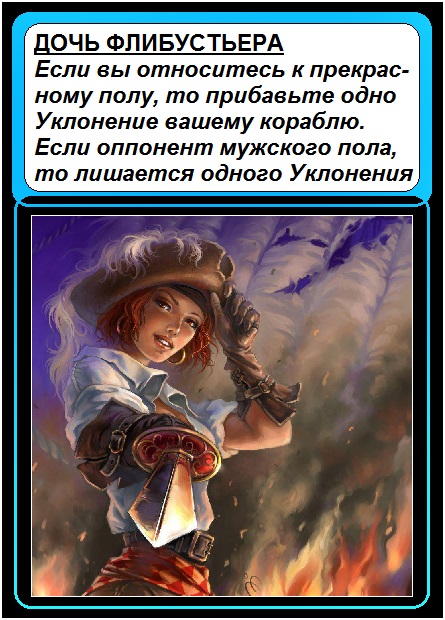 ДОЧЬ ФЛИБУСТЬЕРА
Если вы относитесь к прекрас-
ному полу, то прибавьте одно
Уклонение вашему кораблю.
Если оппонент мужского пола,
то лишается одного Уклонения